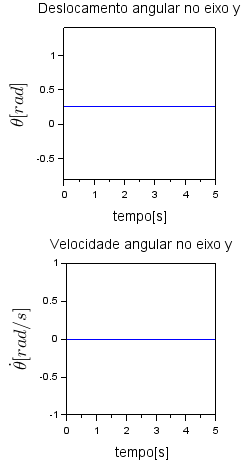 Deslocamento angular no eixo y
1
0.5
0
-0.5
θ[rad]
0 1 2 3 4 5
tempo[s]
Velocidade angular no eixo y
1
0.5
0
-0.5
-1
θ̇[rad/s]
0 1 2 3 4 5
tempo[s]